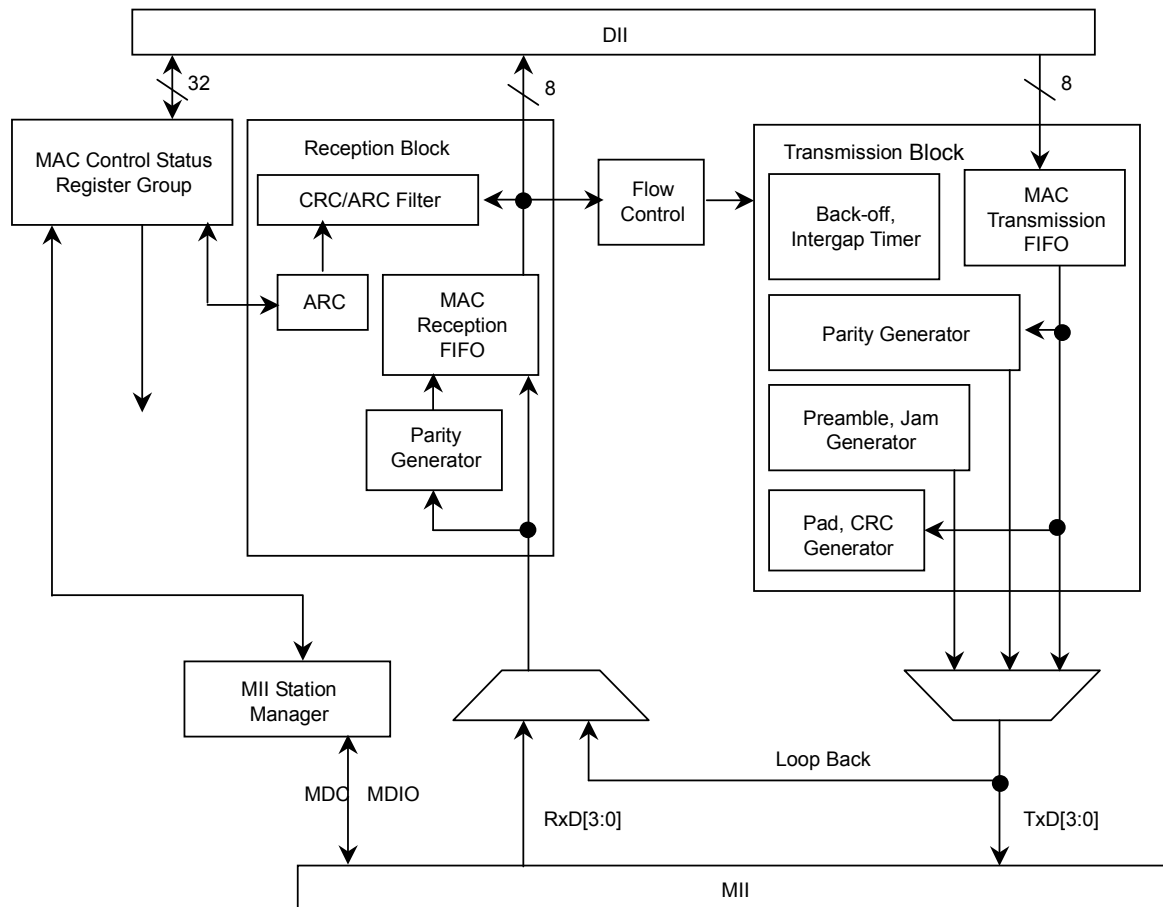 DII
32
8
8
MAC Control Status
Register Group
Reception Block
CRC/ARC Filter
ARC
MAC
Reception
FIFO
Parity
Generator
Flow
Control
Transmission Block
Back-off,
Intergap Timer
MAC
Transmission
FIFO
Parity Generator
Preamble, Jam
Generator
Pad, CRC
Generator
MII Station
Manager
Loop Back
MDC MDIO
RxD[3:0]
TxD[3:0]
MII